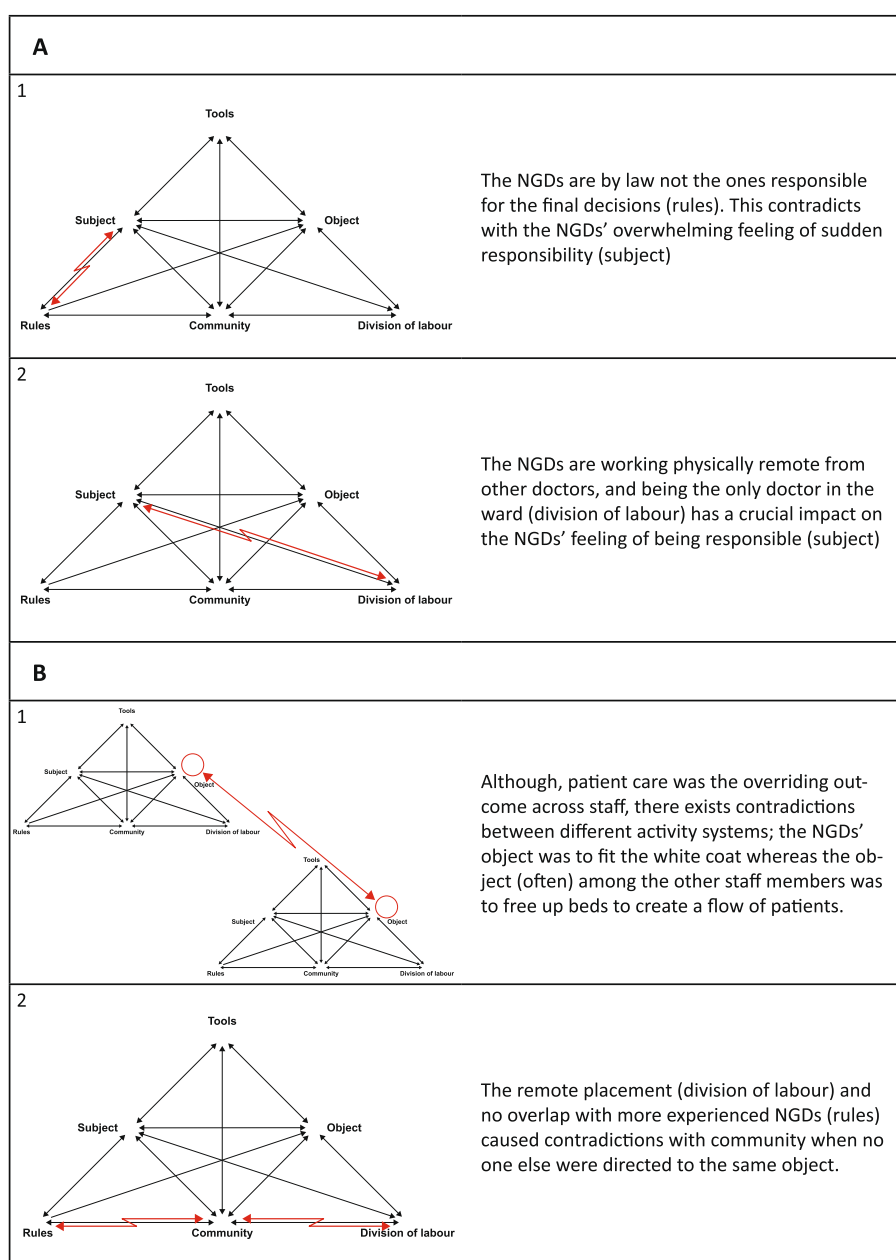 A
1
Tools
Subject
Object
Rules
Community
Division of labour
The NGDs are by law not the ones responsible
for the final decisions (rules). This contradicts
with the NGDs’ overwhelming feeling of sudden
responsibility (subject)
2
Tools
Subject
Object
Rules
Community
Division of labour
The NGDs are working physically remote from
other doctors, and being the only doctor in the
ward (division of labour) has a crucial impact on
the NGDs’ feeling of being responsible (subject)
B
1
Tools
Subject
Object
Rules
Community
Division of labour
Tools
Subject
Object
Rules
Community
Division of labour
Although, patient care was the overriding out-
come across staff, there exists contradictions
between different activity systems; the NGDs’
object was to fit the white coat whereas the ob-
ject (often) among the other staff members was
to free up beds to create a flow of patients.
2
Tools
Subject
Object
Rules
Community
Division of labour
The remote placement (division of labour) and
no overlap with more experienced NGDs (rules)
caused contradictions with community when no
one else were directed to the same object.